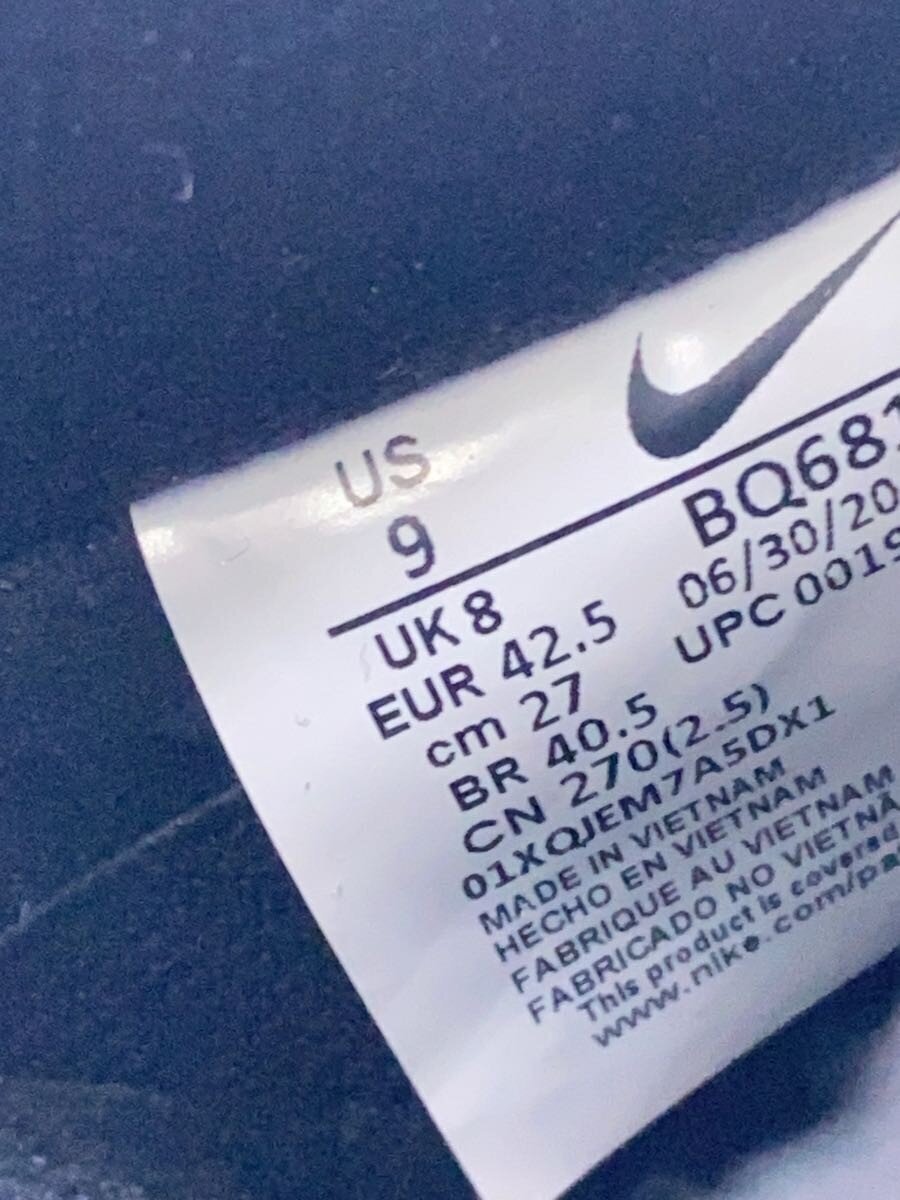 US
9
UK 8
EUR 42.5
cm 27
BR 40.5
CN 270(2.5)
01XQJEM7A5DX1
MADE IN VIETNAM
HECHO EN VIETNAM
FABRIQUE AU VIETNAM
FABRICADO NO VIETNÃ
This product is covered
www.nike.com/pa
BQ681
06/30/20
UPC 0019